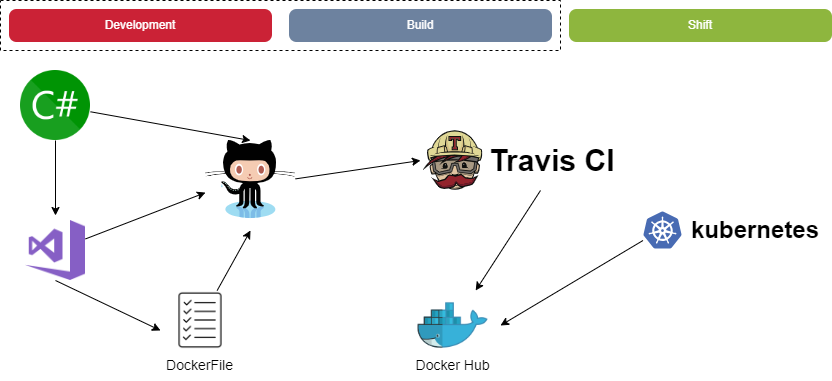 Development
Build
Shift
C#
T
Travis CI
kubernetes
DockerFile
Docker Hub